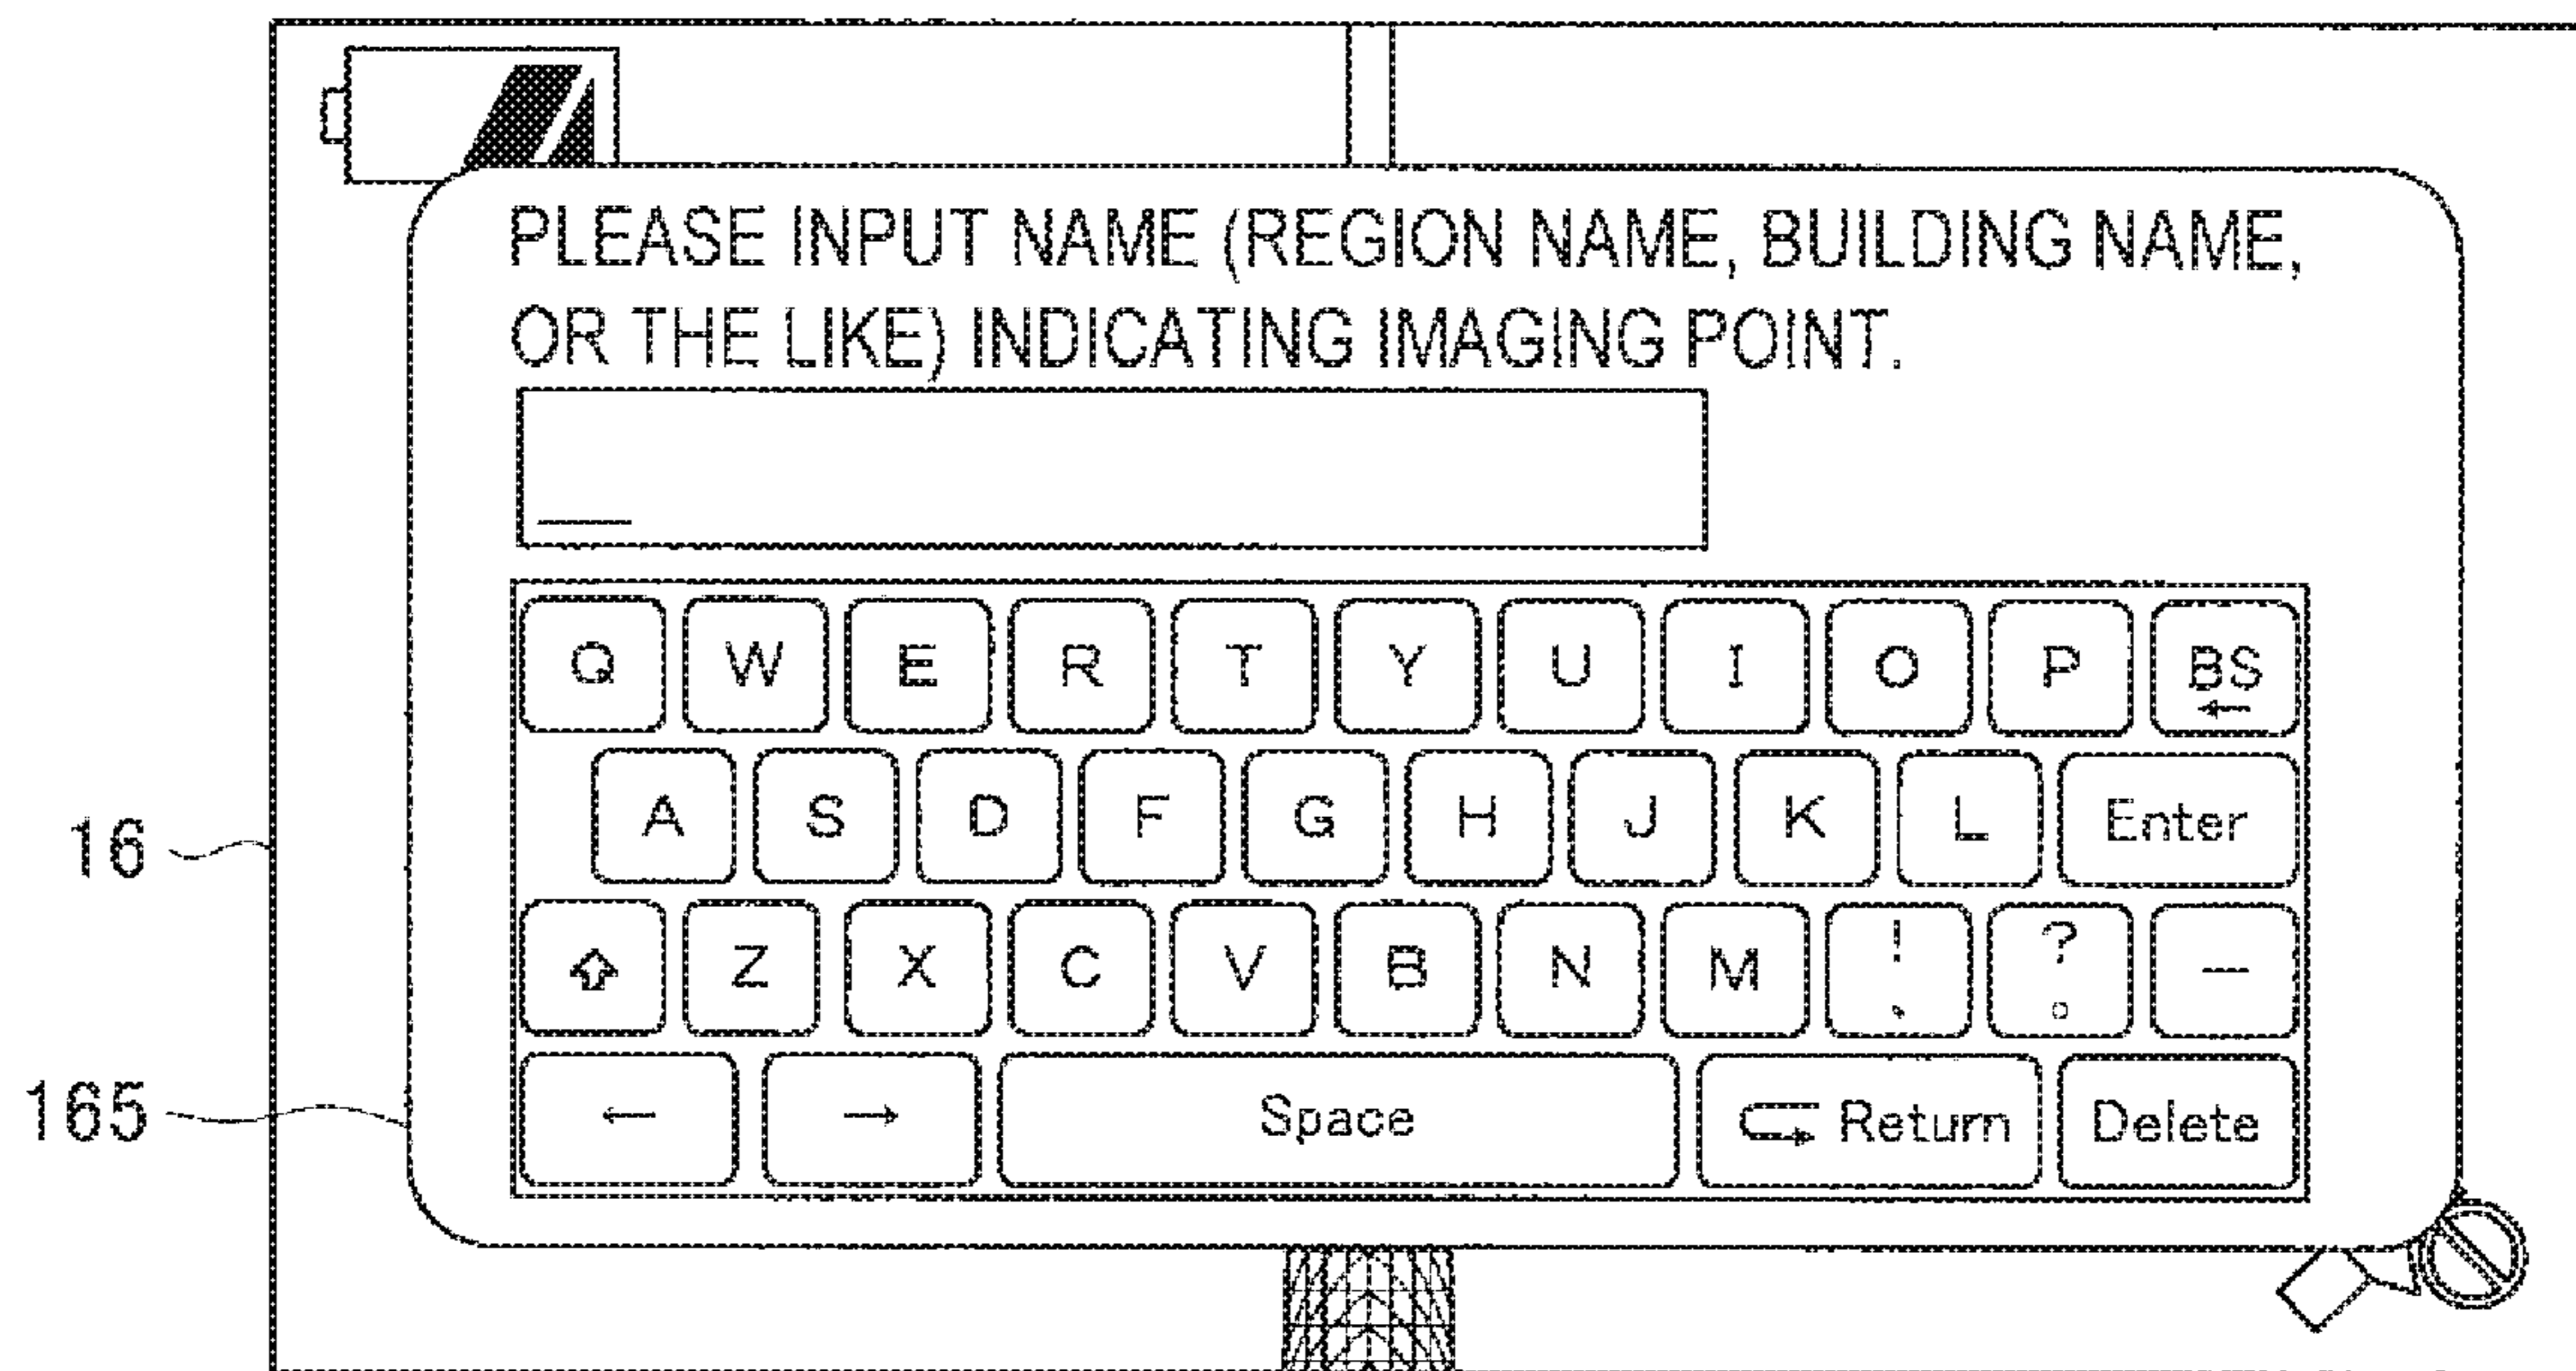 PLEASE INPUT NAME (REGION NAME, BUILDING NAME,
OR THE LIKE) INDICATING IMAGING POINT.
Q W E R T Y U I O P BS ←
16 A S D F G H J K L Enter
⇧ Z X C V B N M ! 、 ? 。 —
165 ← → Space Return Delete